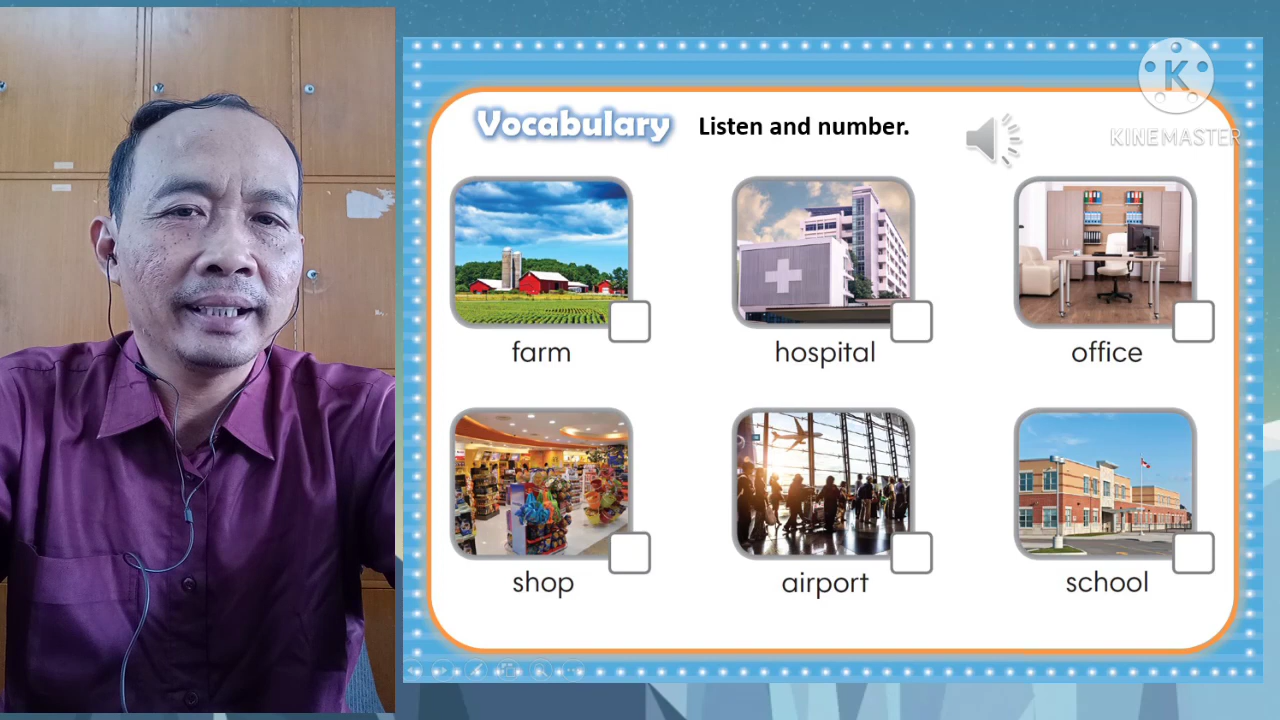 Vocabulary Listen and number.
K
KINEMASTER
farm hospital office
shop airport school